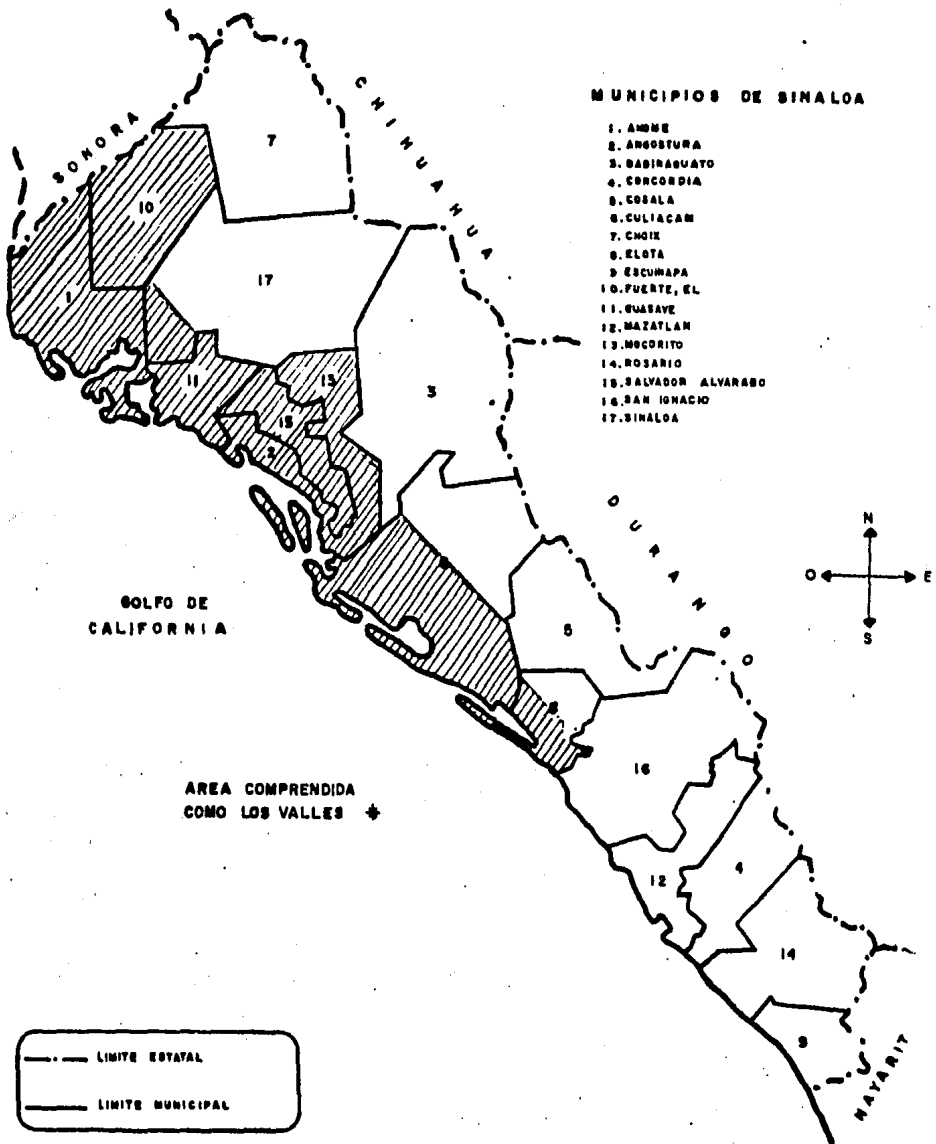 MUNICIPIOS DE SINALOA
1. AHOME
2. ANGOSTURA
3. BADIRAGUATO
4. CONCORDIA
5. COSALA
6. CULIACAN
7. CHOIX
8. ELOTA
9 ESCUINAPA
10. FUERTE, EL
11. GUASAVE
12. MAZATLAN
13. MOCORITO
14. ROSARIO
15. SALVADOR ALVARADO
16. SAN IGNACIO
17. SINALOA
SONORA
CHIHUAHUA
DURANGO
NAYARIT
7
10
17
1
11
13
3
15
2
5
8
16
12
4
14
9
N
O
E
S
GOLFO DE
CALIFORNIA
AREA COMPRENDIDA
COMO LOS VALLES *
LIMITE ESTATAL
LIMITE MUNICIPAL